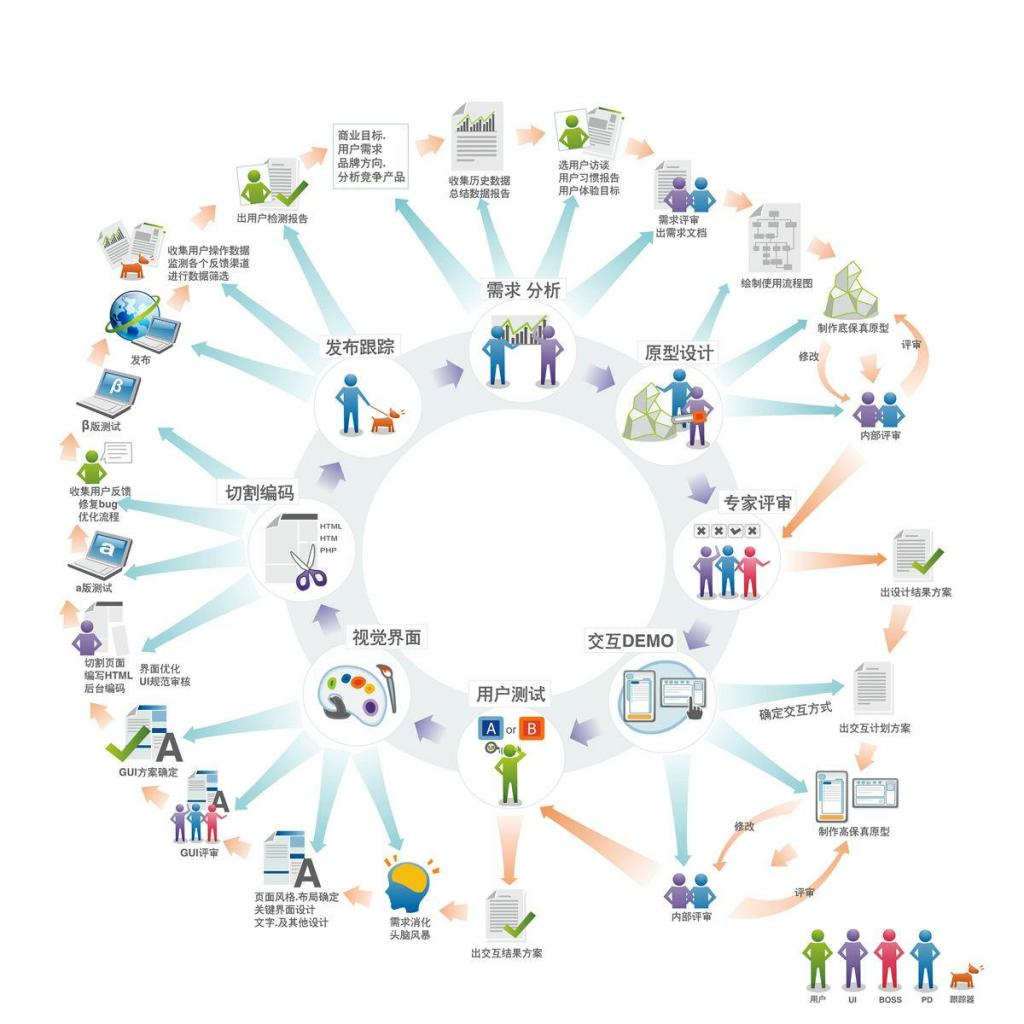 商业目标.
用户需求
品牌方向.
分析竞争产品
收集历史数据
总结数据报告
选用户访谈
用户习惯报告
用户体验目标
需求评审
出需求文档
绘制使用流程图
制作底保真原型
修改
评审
内部评审
出用户检测报告
收集用户操作数据
监测各个反馈渠道
进行数据筛选
发布
β
β版测试
收集用户反馈
修复bug
优化流程
a
a版测试
切割页面
编写HTML
后台编码
界面优化
UI规范审核
需求 分析
发布跟踪
原型设计
切割编码
HTML
HTM
PHP
专家评审
视觉界面
交互DEMO
用户测试
A or B
出设计结果方案
确定交互方式
出交互计划方案
制作高保真原型
修改
评审
内部评审
A
GUI方案确定
A
GUI评审
A
页面风格.布局确定
关键界面设计
文字.及其他设计
需求消化
头脑风暴
出交互结果方案
用户
UI
BOSS
PD
跟踪器